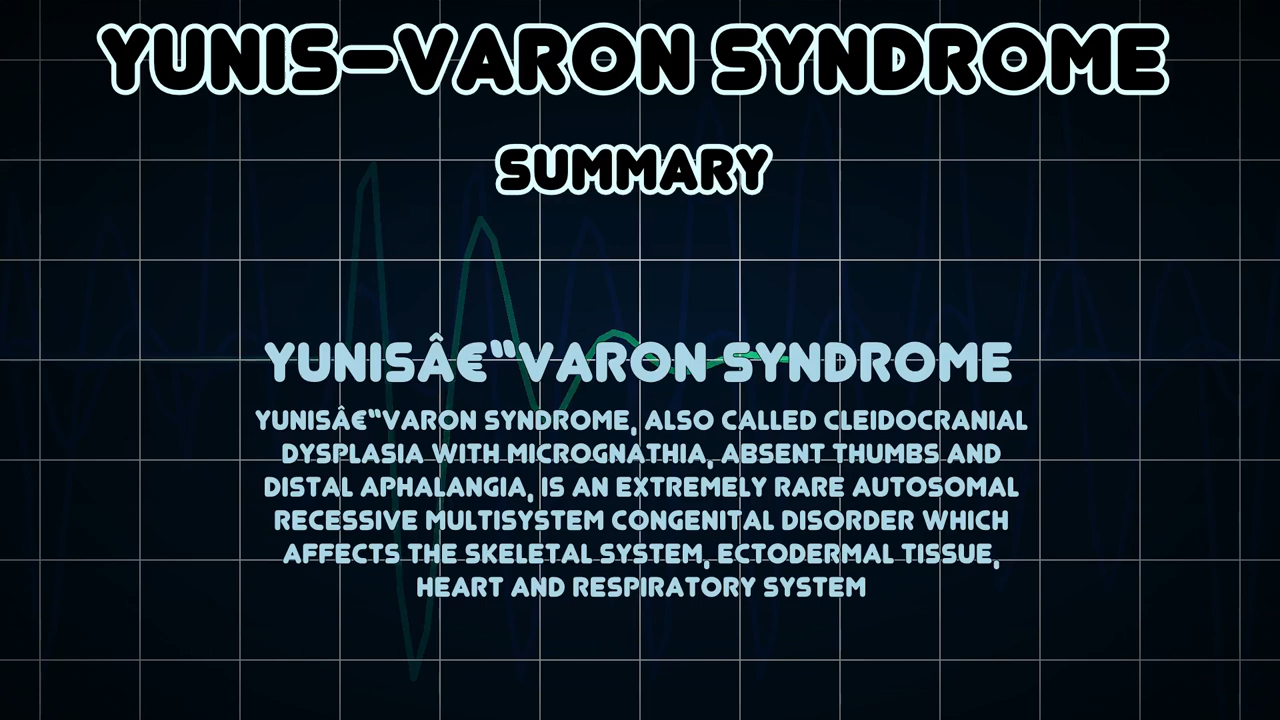 YUNIS–VARON SYNDROME
SUMMARY
YUNISÂ€“VARON SYNDROME
YUNISÂ€“VARON SYNDROME, ALSO CALLED CLEIDOCRANIAL
DYSPLASIA WITH MICROGNATHIA, ABSENT THUMBS AND
DISTAL APHALANGIA, IS AN EXTREMELY RARE AUTOSOMAL
RECESSIVE MULTISYSTEM CONGENITAL DISORDER WHICH
AFFECTS THE SKELETAL SYSTEM, ECTODERMAL TISSUE,
HEART AND RESPIRATORY SYSTEM